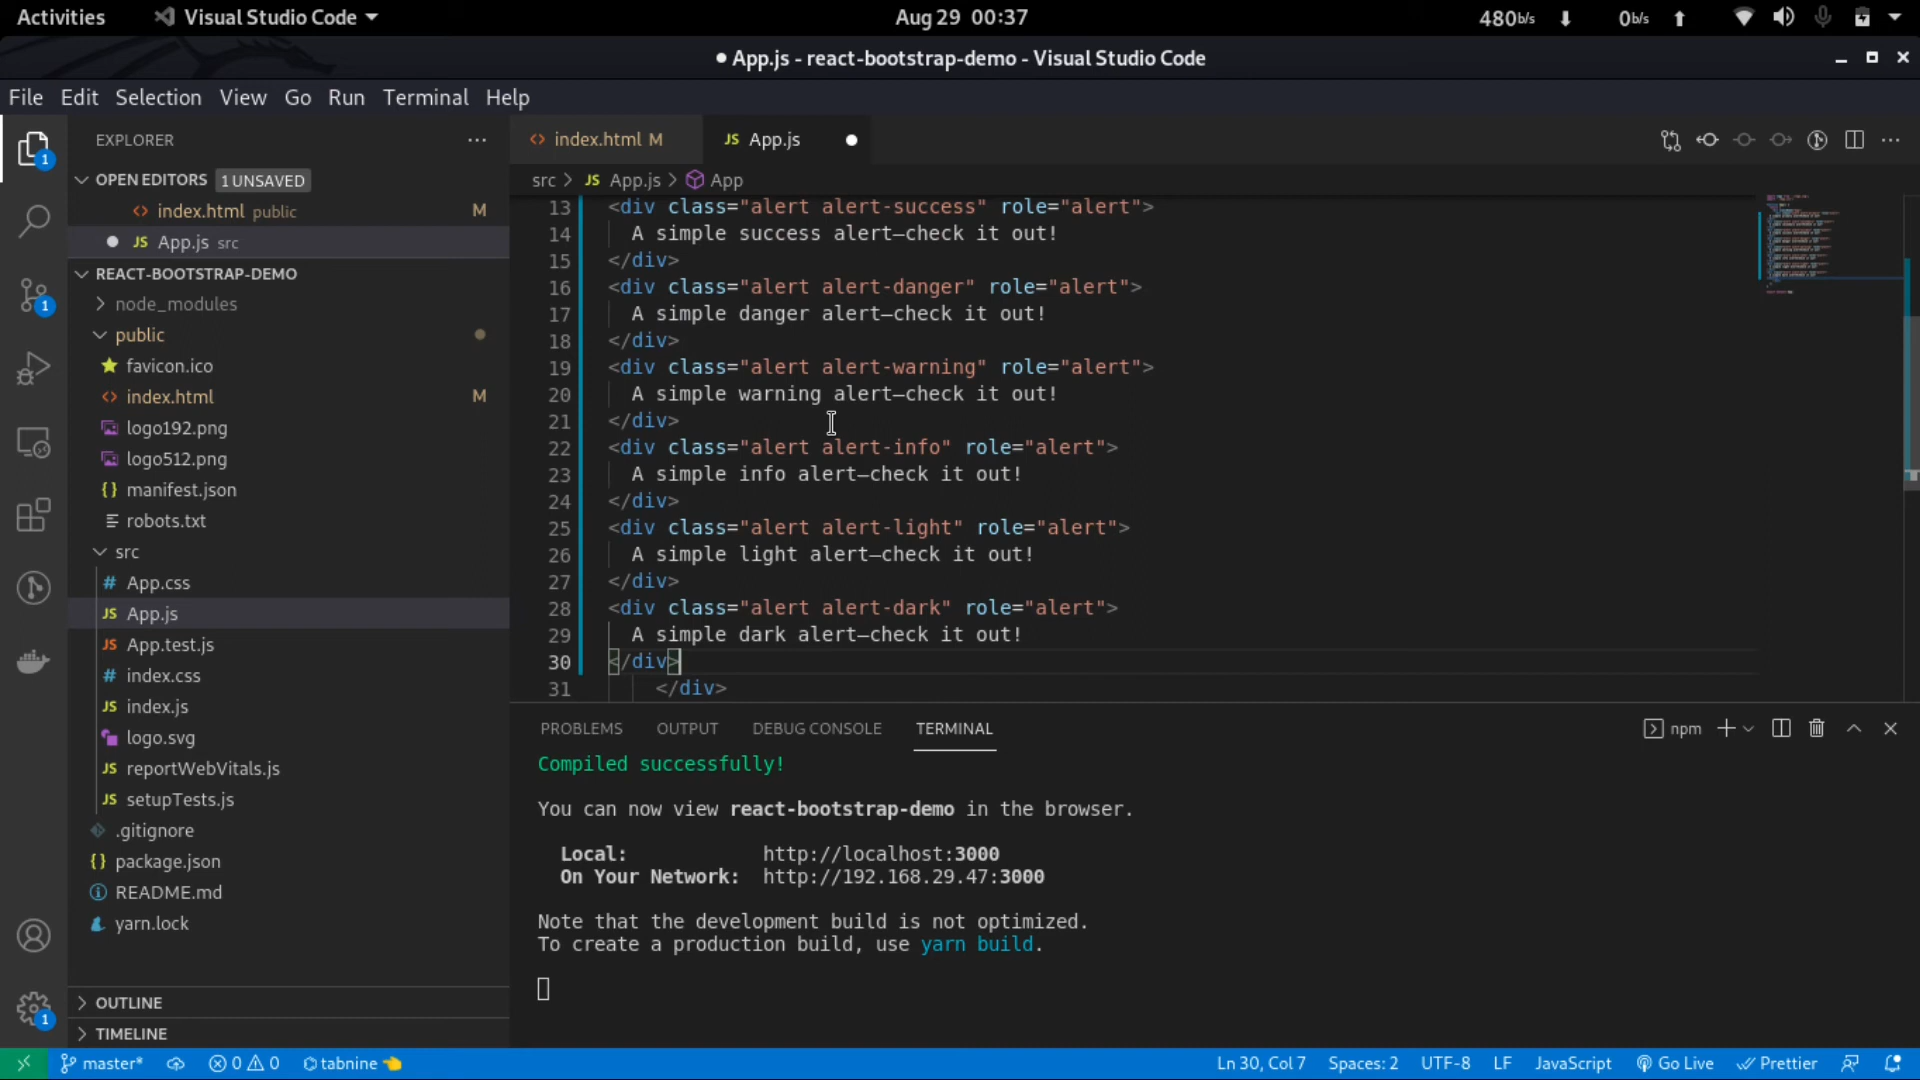 Activities
Visual Studio Code
Aug 29 00:37
480b/s
0b/s
● App.js - react-bootstrap-demo - Visual Studio Code
File Edit Selection View Go Run Terminal Help
EXPLORER
index.html M
JS App.js
OPEN EDITORS 1 UNSAVED
src > JS App.js > App
index.html public M
JS App.js src
REACT-BOOTSTRAP-DEMO
node_modules
public
favicon.ico
index.html M
logo192.png
logo512.png
{} manifest.json
robots.txt
src
# App.css
JS App.js
JS App.test.js
# index.css
JS index.js
logo.svg
JS reportWebVitals.js
JS setupTests.js
.gitignore
{} package.json
README.md
yarn.lock
OUTLINE
TIMELINE
1
1
1
13 <div class="alert alert-success" role="alert">
14 A simple success alert—check it out!
15 </div>
16 <div class="alert alert-danger" role="alert">
17 A simple danger alert—check it out!
18 </div>
19 <div class="alert alert-warning" role="alert">
20 A simple warning alert—check it out!
21 </div>
22 <div class="alert alert-info" role="alert">
23 A simple info alert—check it out!
24 </div>
25 <div class="alert alert-light" role="alert">
26 A simple light alert—check it out!
27 </div>
28 <div class="alert alert-dark" role="alert">
29 A simple dark alert—check it out!
30 </div>
31 </div>
PROBLEMS OUTPUT DEBUG CONSOLE TERMINAL
npm
Compiled successfully!
You can now view react-bootstrap-demo in the browser.
Local: http://localhost:3000
On Your Network: http://192.168.29.47:3000
Note that the development build is not optimized.
To create a production build, use yarn build.
master* 0 0 tabnine 👈 Ln 30, Col 7 Spaces: 2 UTF-8 LF JavaScript Go Live Prettier